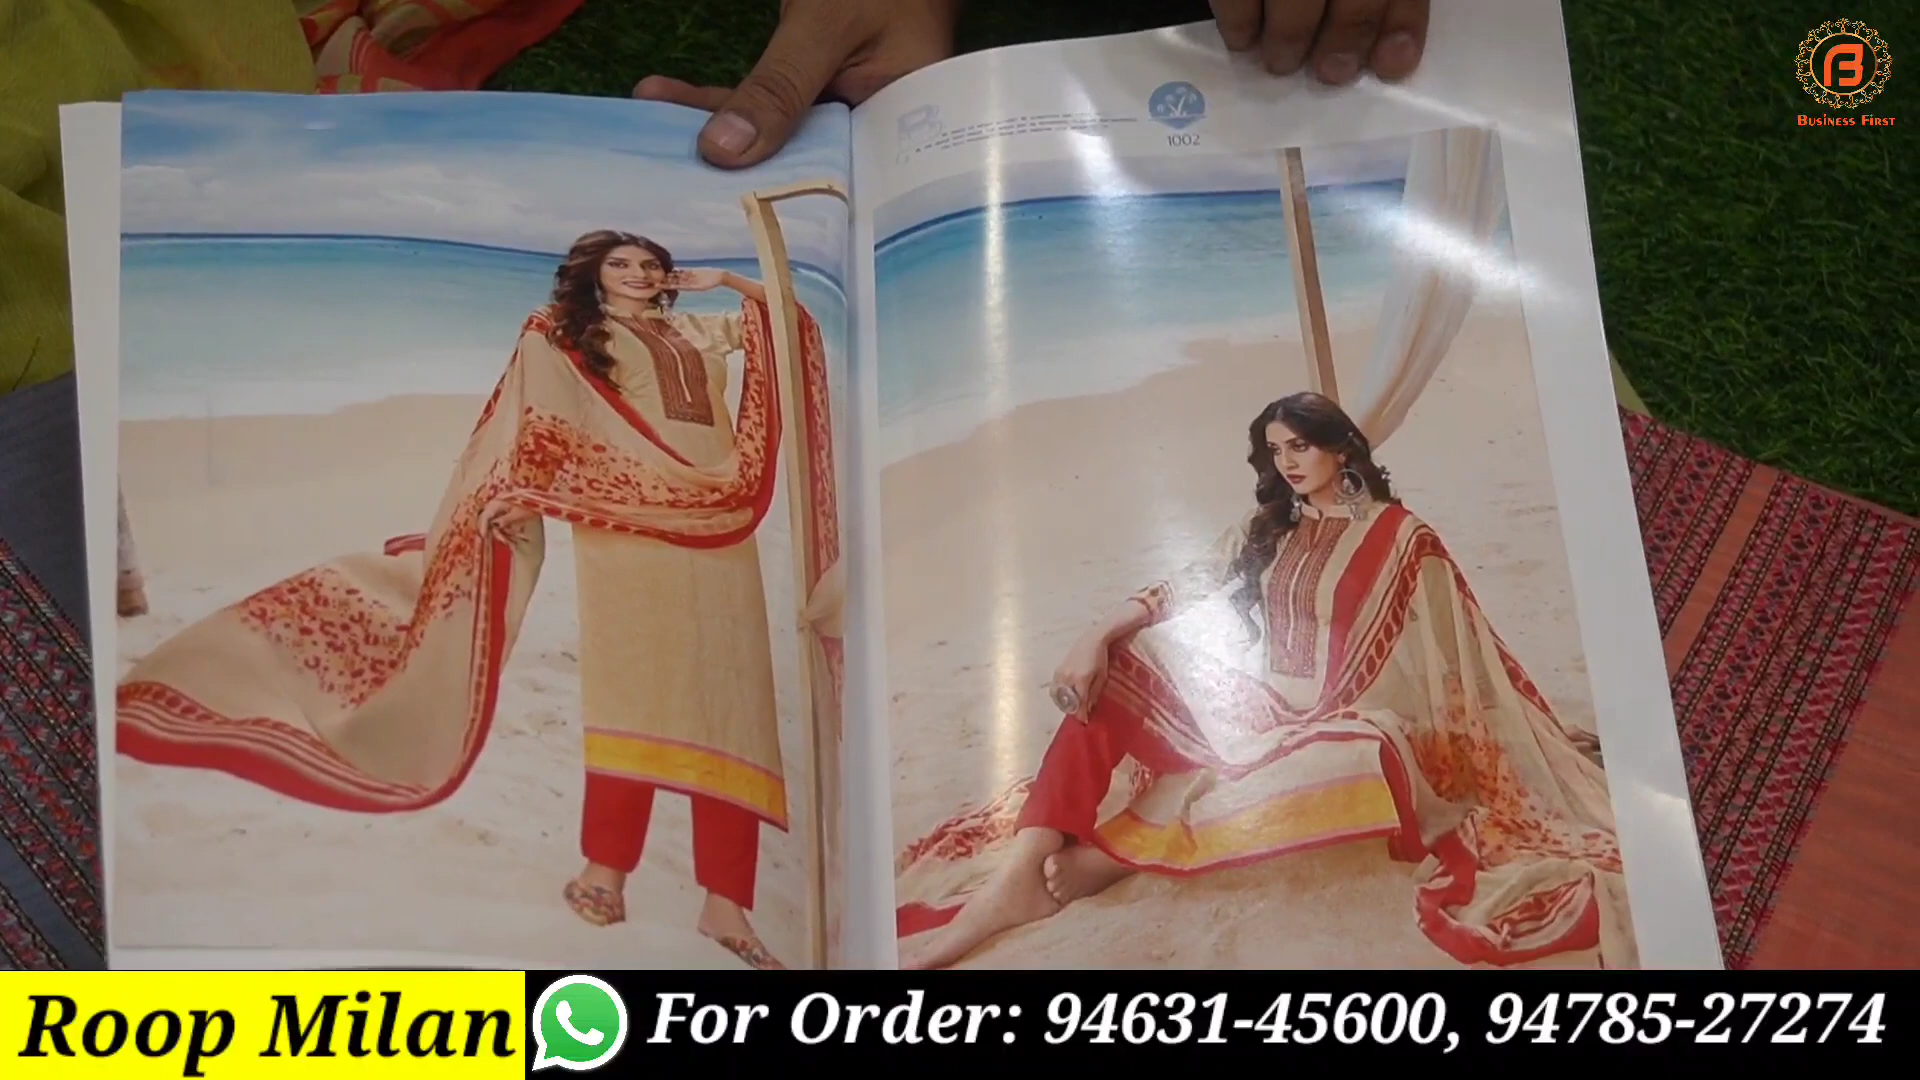 BUSINESS FIRST
1002
Roop Milan
For Order: 94631-45600, 94785-27274